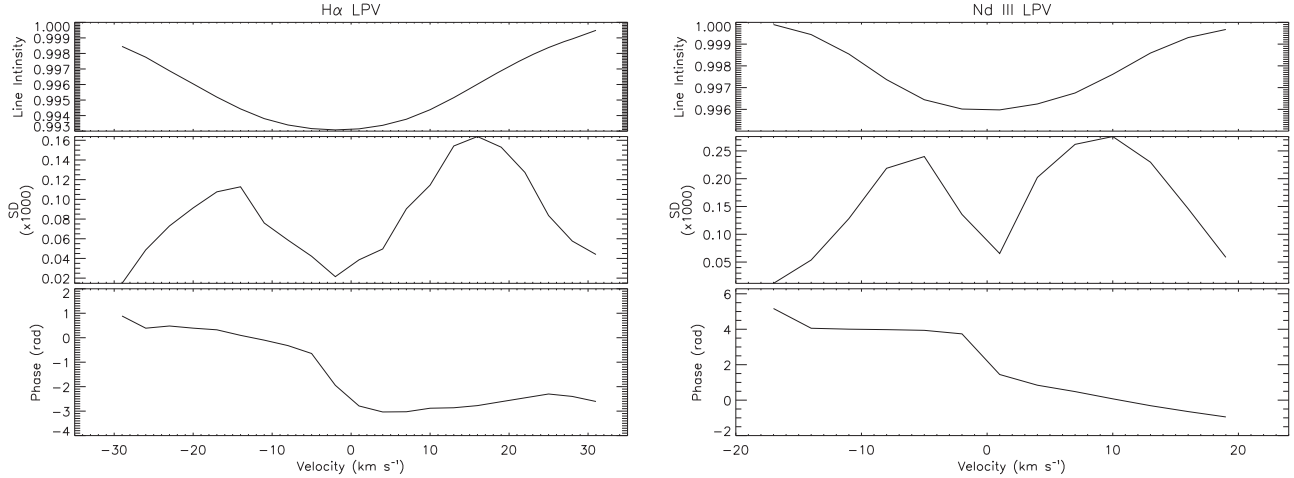 Hα LPV
1.000
0.999
0.998
0.996
0.995
0.994
0.993
Line Intinsity
0.16
0.14
0.12
0.10
0.08
0.06
0.04
0.02
SD
(x1000)
2
1
0
−1
−2
−3
−4
Phase (rad)
−30 −20 −10 0 10 20 30
Velocity (km s⁻¹)
Nd III LPV
1.000
0.999
0.998
0.997
0.996
Line Intinsity
0.25
0.20
0.15
0.10
0.05
SD
(x1000)
6
4
2
0
−2
Phase (rad)
−20 −10 0 10 20
Velocity (km s⁻¹)